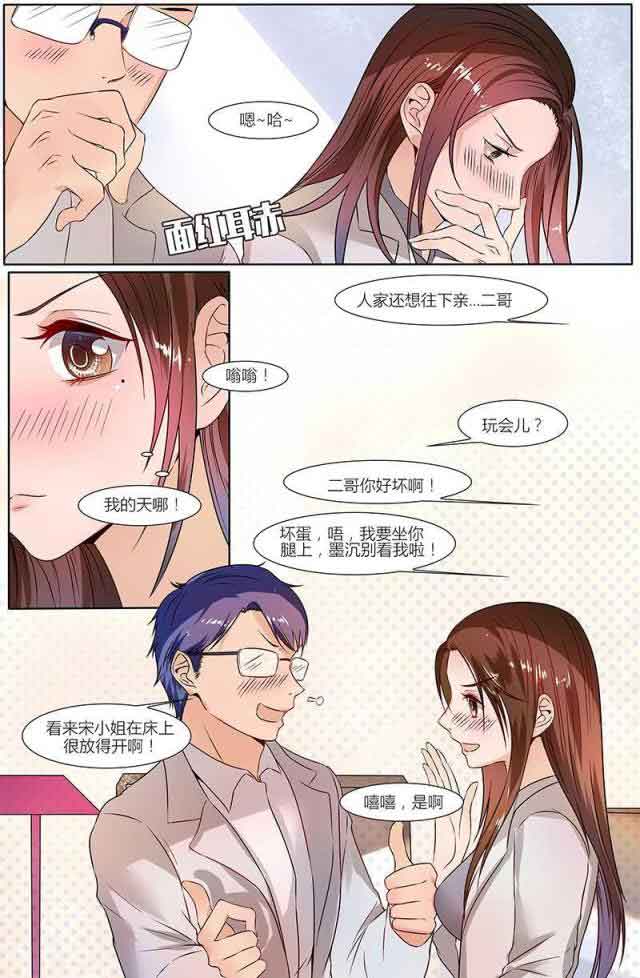 嗯~哈~
面红耳赤
人家还想往下亲...二哥
嗡嗡！
玩会儿？
二哥你好坏啊！
我的天哪！
坏蛋，唔，我要坐你
腿上，墨沉别看我啦！
看来宋小姐在床上
很放得开啊！
嘻嘻，是啊